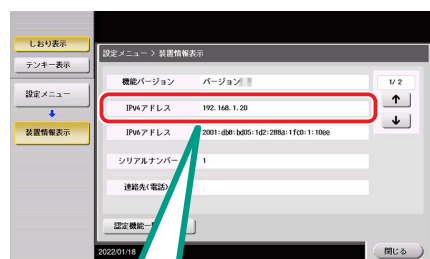 しおり表示
テンキー表示
設定メニュー
装置情報表示
設定メニュー > 装置情報表示
機能バージョン バージョン
1/ 2
IPv4アドレス 192.168.1.20
IPv6アドレス 2001:db8:bd05:1d2:288a:1fc0:1:10ee
シリアルナンバー 1
連絡先(電話)
認定機能一
2022/01/18
閉じる